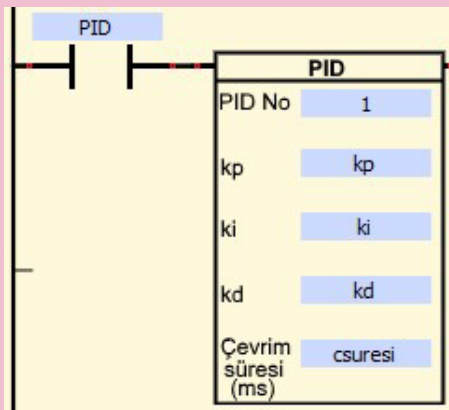 PID
PID
PID No 1
kp kp
ki ki
kd kd
Çevrim
süresi csuresi
(ms)